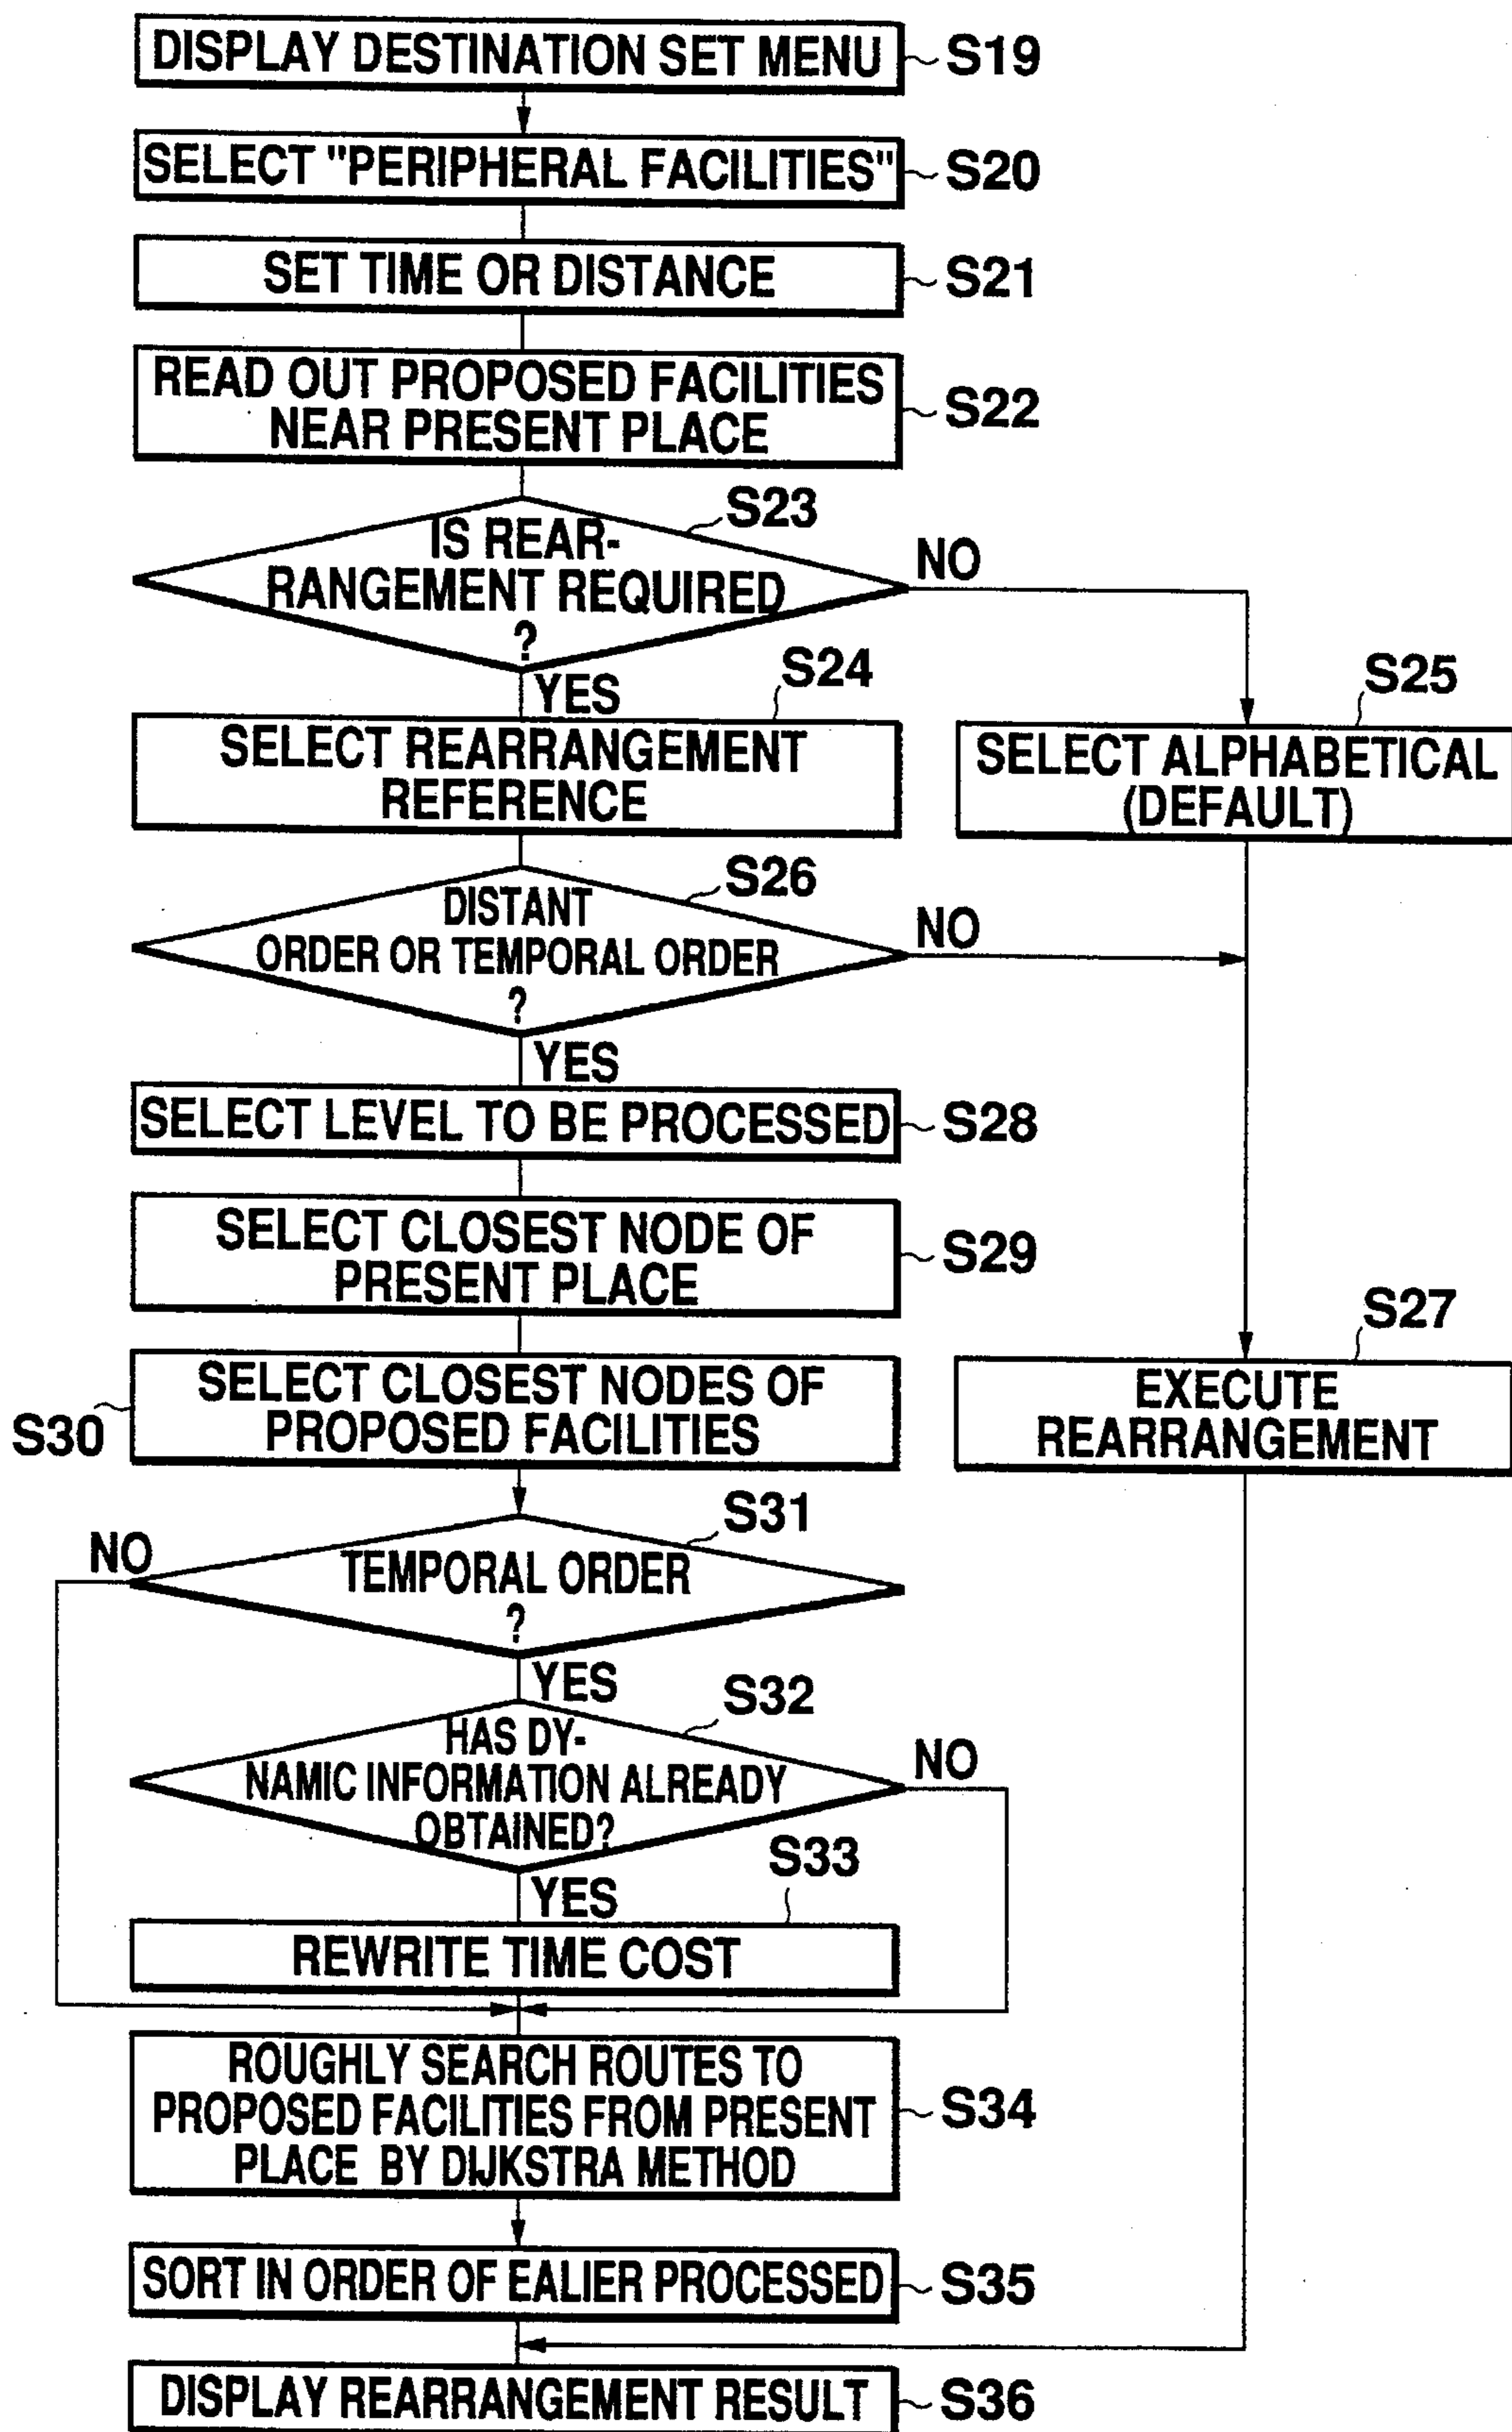 DISPLAY DESTINATION SET MENU
S19
SELECT "PERIPHERAL FACILITIES"
S20
SET TIME OR DISTANCE
S21
READ OUT PROPOSED FACILITIES
NEAR PRESENT PLACE
S22
S23
IS REAR-
RANGEMENT REQUIRED
?
NO
YES
S24
SELECT REARRANGEMENT
REFERENCE
S25
SELECT ALPHABETICAL
(DEFAULT)
S26
DISTANT
ORDER OR TEMPORAL ORDER
?
NO
YES
SELECT LEVEL TO BE PROCESSED
S28
SELECT CLOSEST NODE OF
PRESENT PLACE
S29
S27
EXECUTE
REARRANGEMENT
SELECT CLOSEST NODES OF
PROPOSED FACILITIES
S30
S31
NO
TEMPORAL ORDER
?
YES
S32
HAS DY-
NAMIC INFORMATION ALREADY
OBTAINED?
NO
YES
S33
REWRITE TIME COST
ROUGHLY SEARCH ROUTES TO
PROPOSED FACILITIES FROM PRESENT
PLACE BY DIJKSTRA METHOD
S34
SORT IN ORDER OF EALIER PROCESSED
S35
DISPLAY REARRANGEMENT RESULT
S36